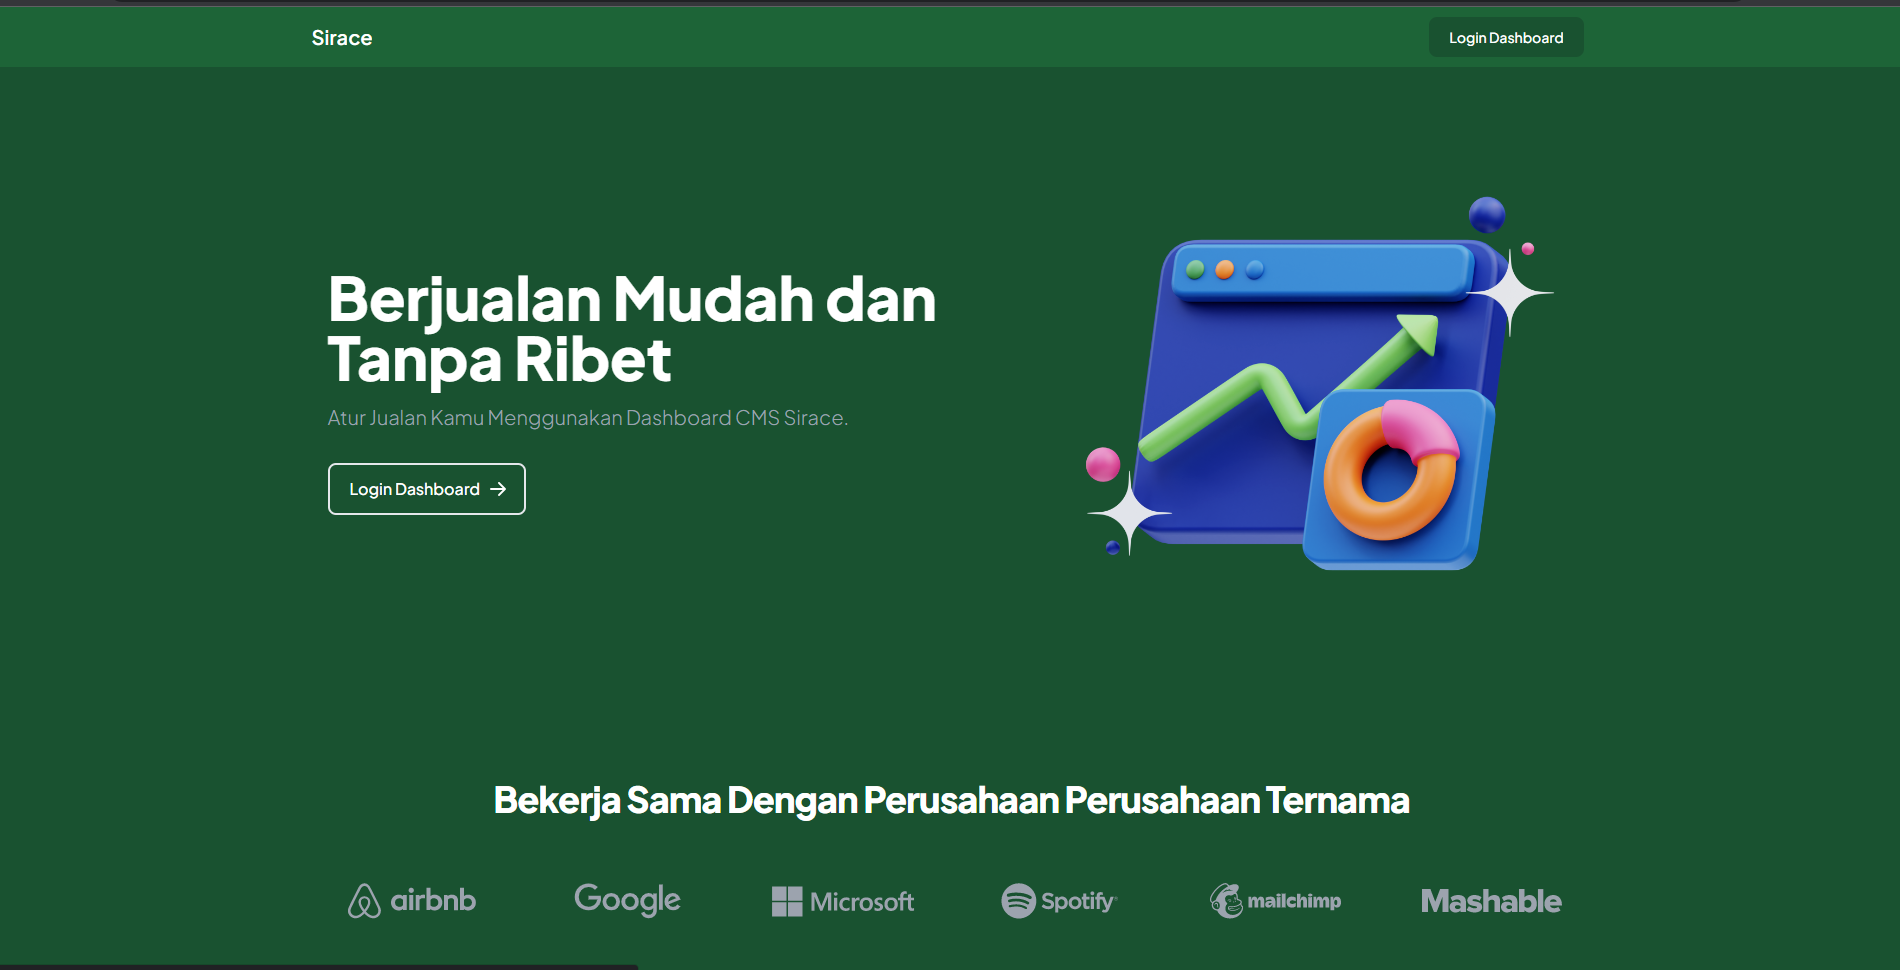 Sirace
Login Dashboard
Berjualan Mudah dan
Tanpa Ribet
Atur Jualan Kamu Menggunakan Dashboard CMS Sirace.
Login Dashboard
Bekerja Sama Dengan Perusahaan Perusahaan Ternama
airbnb
Google
Microsoft
Spotify
mailchimp
Mashable